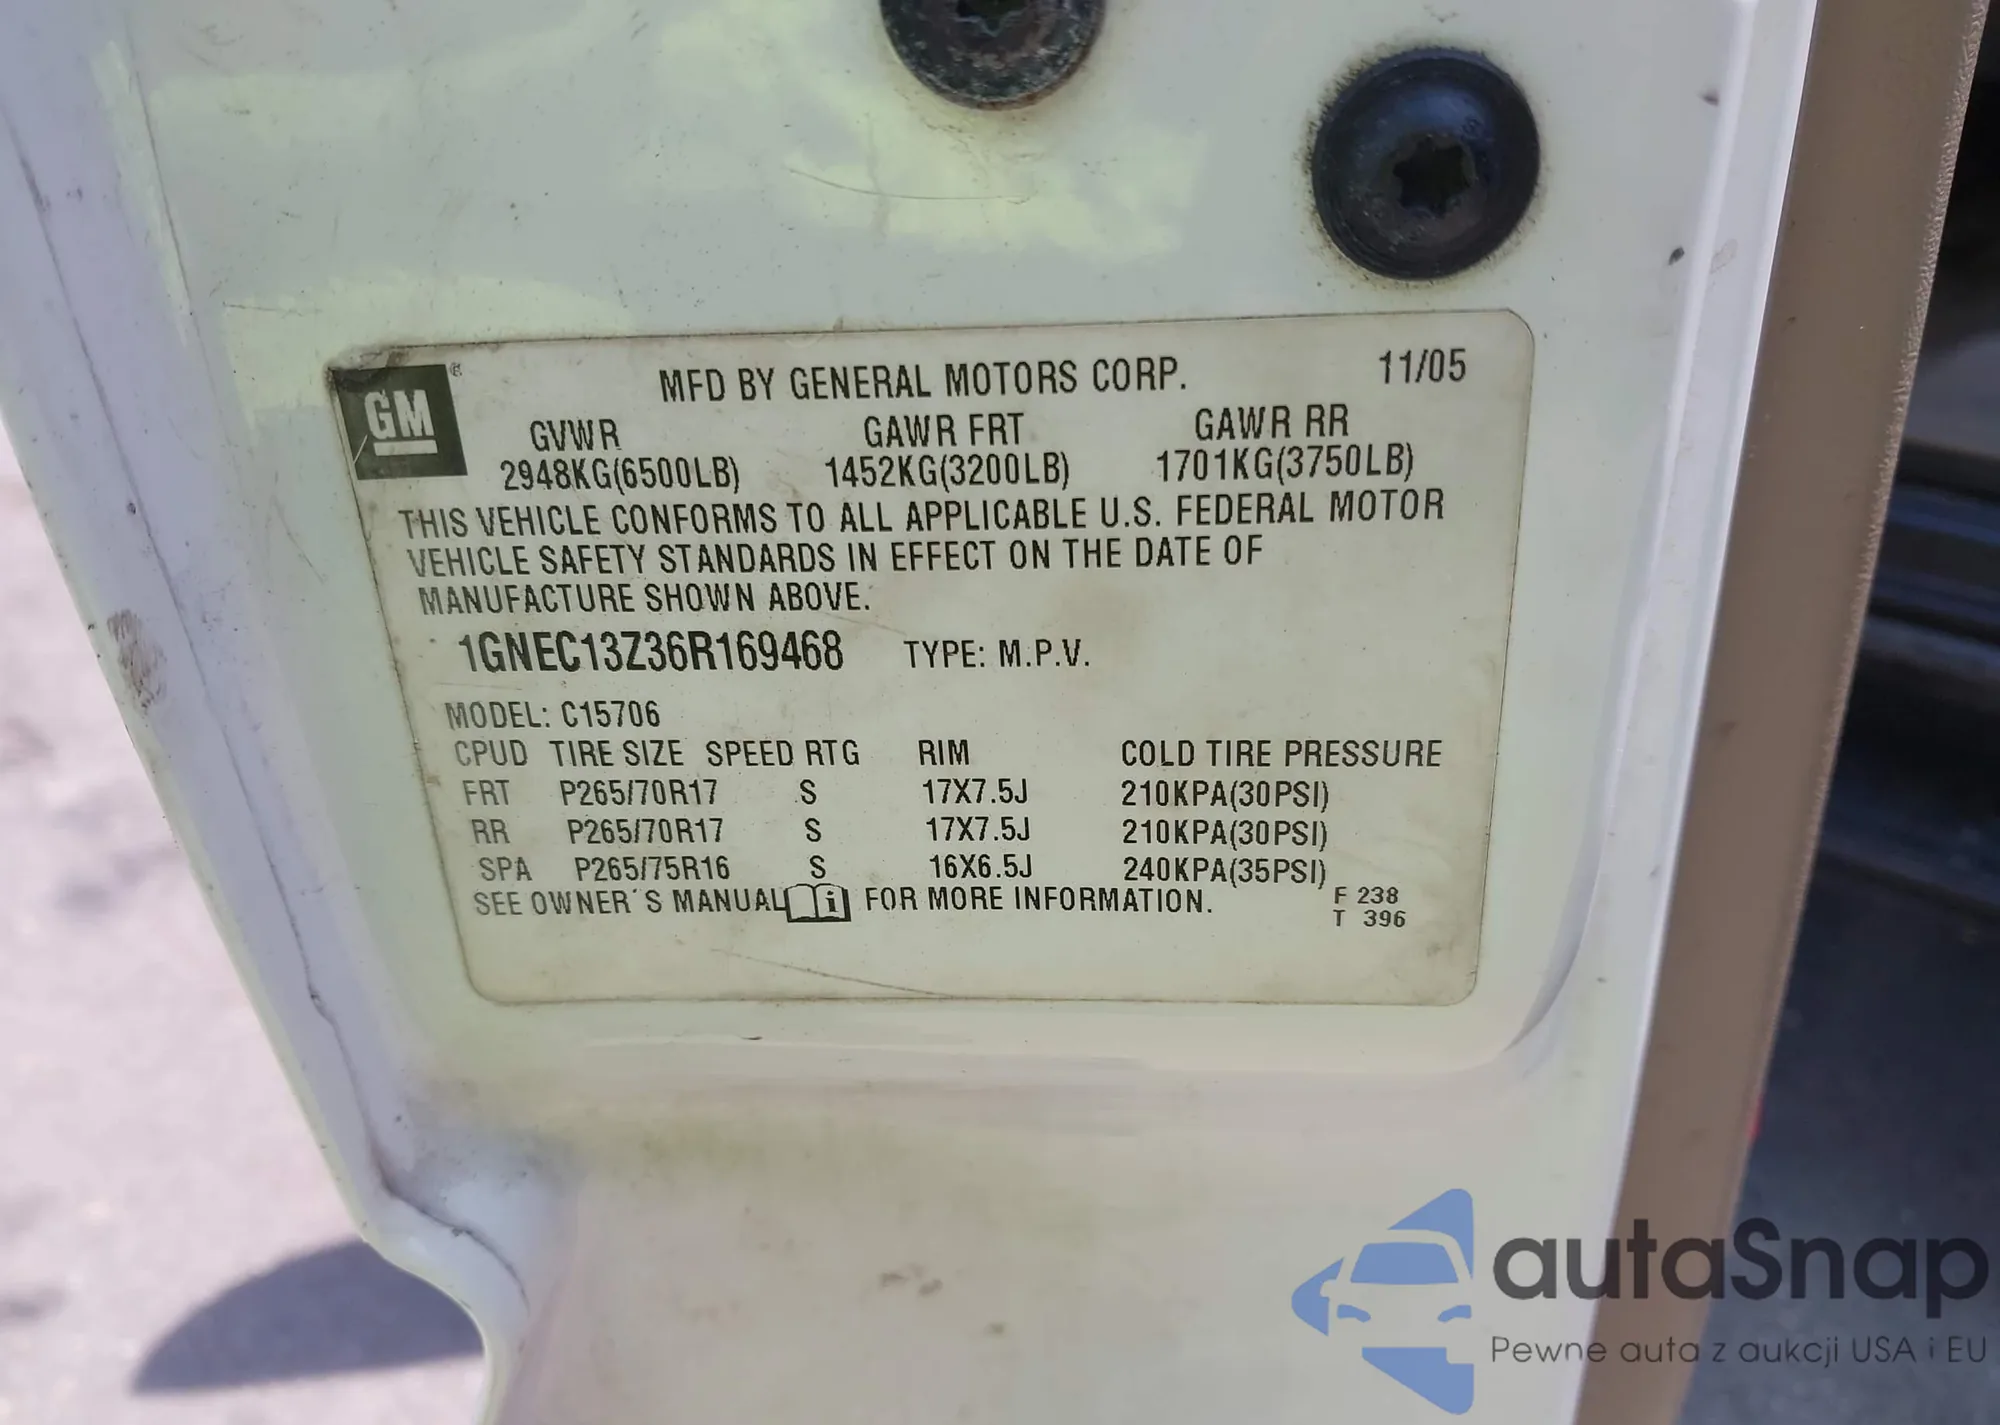 GM ®
MFD BY GENERAL MOTORS CORP. 11/05
GVWR GAWR FRT GAWR RR
2948KG(6500LB) 1452KG(3200LB) 1701KG(3750LB)
THIS VEHICLE CONFORMS TO ALL APPLICABLE U.S. FEDERAL MOTOR
VEHICLE SAFETY STANDARDS IN EFFECT ON THE DATE OF
MANUFACTURE SHOWN ABOVE.
1GNEC13Z36R169468 TYPE: M.P.V.
MODEL: C15706
CPUD TIRE SIZE SPEED RTG RIM COLD TIRE PRESSURE
FRT P265/70R17 S 17X7.5J 210KPA(30PSI)
RR P265/70R17 S 17X7.5J 210KPA(30PSI)
SPA P265/75R16 S 16X6.5J 240KPA(35PSI)
SEE OWNER´S MANUAL i FOR MORE INFORMATION.
F 238
T 396
autaSnap
Pewne auta z aukcji USA i EU